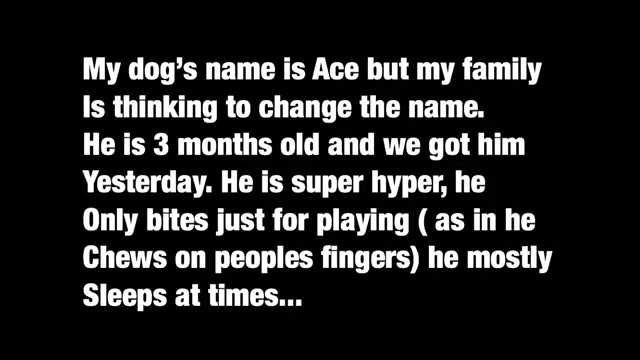 My dog’s name is Ace but my family
Is thinking to change the name.
He is 3 months old and we got him
Yesterday. He is super hyper, he
Only bites just for playing ( as in he
Chews on peoples fingers) he mostly
Sleeps at times...